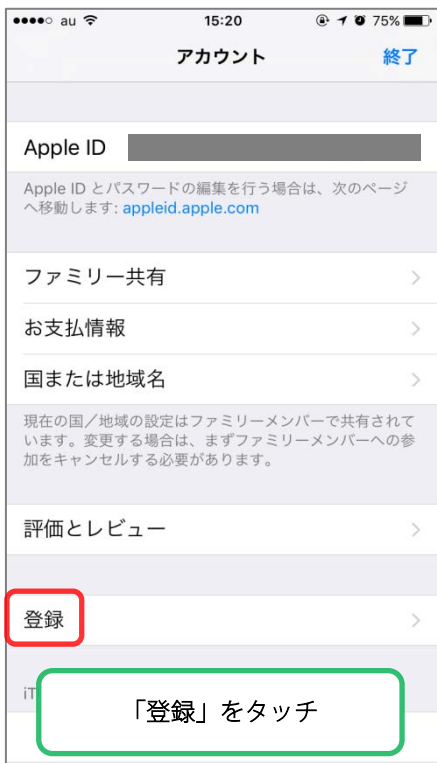 au 15:20 75%
アカウント 終了
Apple ID
Apple ID とパスワードの編集を行う場合は、次のページ
へ移動します: appleid.apple.com
ファミリー共有
お支払情報
国または地域名
現在の国／地域の設定はファミリーメンバーで共有されて
います。変更する場合は、まずファミリーメンバーへの参
加をキャンセルする必要があります。
評価とレビュー
登録
iT
「登録」をタッチ